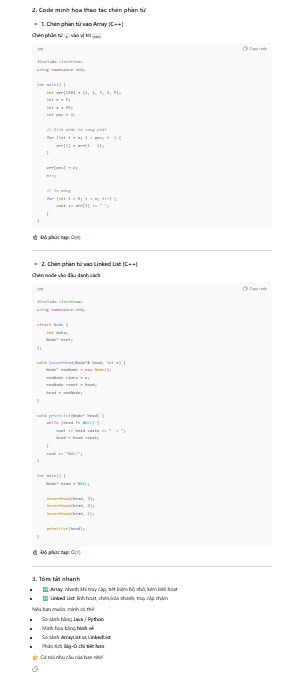 2. Code minh họa thao tác chèn phần tử
1. Chèn phần tử vào Array (C++)
Chèn phần tử x vào vị trí pos
cpp
Copy code
#include <iostream>
using namespace std;
int main() {
int arr[100] = {1, 2, 3, 4, 5};
int n = 5;
int x = 99;
int pos = 2;
// Dịch phần tử sang phải
for (int i = n; i > pos; i--) {
arr[i] = arr[i - 1];
}
arr[pos] = x;
n++;
// In mảng
for (int i = 0; i < n; i++) {
cout << arr[i] << " ";
}
}
Độ phức tạp: O(n)
2. Chèn phần tử vào Linked List (C++)
Chèn node vào đầu danh sách
cpp
Copy code
#include <iostream>
using namespace std;
struct Node {
int data;
Node* next;
};
void insertHead(Node*& head, int x) {
Node* newNode = new Node();
newNode->data = x;
newNode->next = head;
head = newNode;
}
void printList(Node* head) {
while (head != NULL) {
cout << head->data << " -> ";
head = head->next;
}
cout << "NULL";
}
int main() {
Node* head = NULL;
insertHead(head, 3);
insertHead(head, 2);
insertHead(head, 1);
printList(head);
}
Độ phức tạp: O(1)
3. Tóm tắt nhanh
Array: nhanh khi truy cập, tiết kiệm bộ nhớ, kém linh hoạt
Linked List: linh hoạt, chèn/xóa nhanh, truy cập chậm
Nếu bạn muốn, mình có thể:
So sánh bằng Java / Python
Minh họa bằng hình vẽ
So sánh ArrayList vs LinkedList
Phân tích Big-O chi tiết hơn
Cứ nói nhu cầu của bạn nhé!